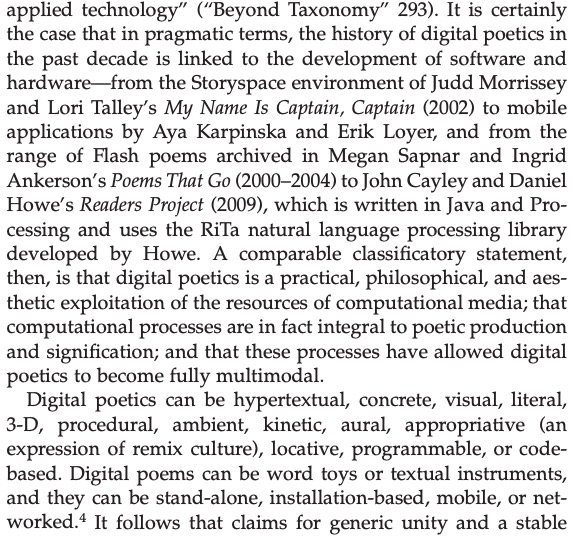 applied technology” (“Beyond Taxonomy” 293). It is certainly
the case that in pragmatic terms, the history of digital poetics in
the past decade is linked to the development of software and
hardware—from the Storyspace environment of Judd Morrissey
and Lori Talley’s My Name Is Captain, Captain (2002) to mobile
applications by Aya Karpinska and Erik Loyer, and from the
range of Flash poems archived in Megan Sapnar and Ingrid
Ankerson’s Poems That Go (2000–2004) to John Cayley and Daniel
Howe’s Readers Project (2009), which is written in Java and Pro-
cessing and uses the RiTa natural language processing library
developed by Howe. A comparable classificatory statement,
then, is that digital poetics is a practical, philosophical, and aes-
thetic exploitation of the resources of computational media; that
computational processes are in fact integral to poetic production
and signification; and that these processes have allowed digital
poetics to become fully multimodal.
Digital poetics can be hypertextual, concrete, visual, literal,
3-D, procedural, ambient, kinetic, aural, appropriative (an
expression of remix culture), locative, programmable, or code-
based. Digital poems can be word toys or textual instruments,
and they can be stand-alone, installation-based, mobile, or net-
worked.⁴ It follows that claims for generic unity and a stable